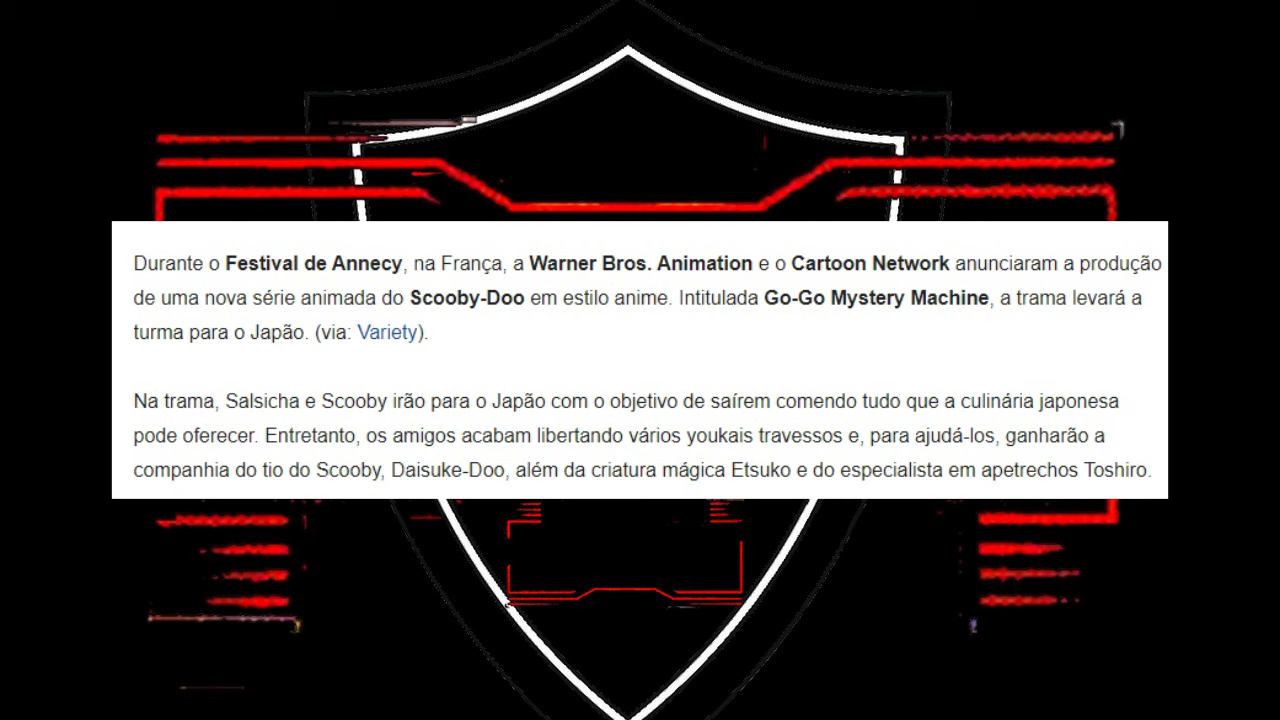 Durante o Festival de Annecy, na França, a Warner Bros. Animation e o Cartoon Network anunciaram a produção
de uma nova série animada do Scooby-Doo em estilo anime. Intitulada Go-Go Mystery Machine, a trama levará a
turma para o Japão. (via: Variety).
Na trama, Salsicha e Scooby irão para o Japão com o objetivo de saírem comendo tudo que a culinária japonesa
pode oferecer. Entretanto, os amigos acabam libertando vários youkais travessos e, para ajudá-los, ganharão a
companhia do tio do Scooby, Daisuke-Doo, além da criatura mágica Etsuko e do especialista em apetrechos Toshiro.